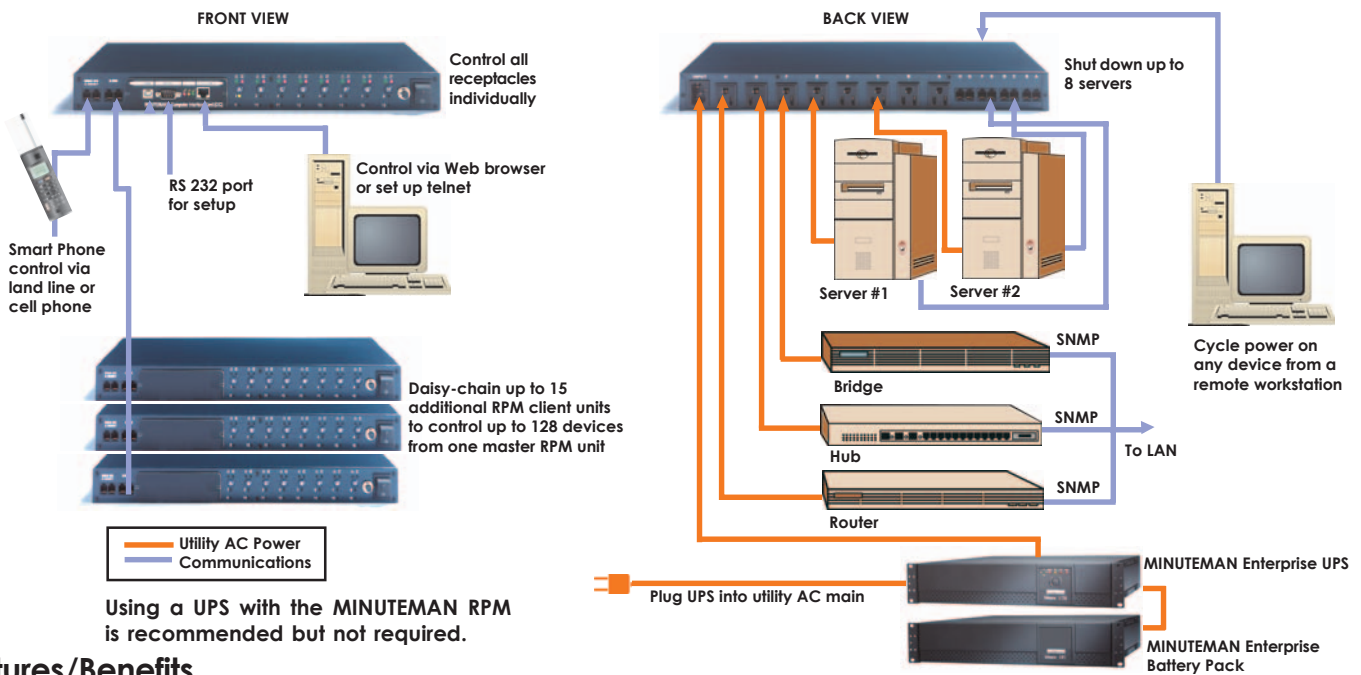 FRONT VIEW
Control all
receptacles
individually
RS 232 port
for setup
Control via Web browser
or set up telnet
Smart Phone
control via
land line or
cell phone
Daisy-chain up to 15
additional RPM client units
to control up to 128 devices
from one master RPM unit
Utility AC Power
Communications
Using a UPS with the MINUTEMAN RPM
is recommended but not required.
BACK VIEW
Shut down up to
8 servers
Server #1
Server #2
Cycle power on
any device from a
remote workstation
SNMP
Bridge
SNMP
Hub
To LAN
SNMP
Router
MINUTEMAN Enterprise UPS
Plug UPS into utility AC main
MINUTEMAN Enterprise
Battery Pack
tures/Benefits